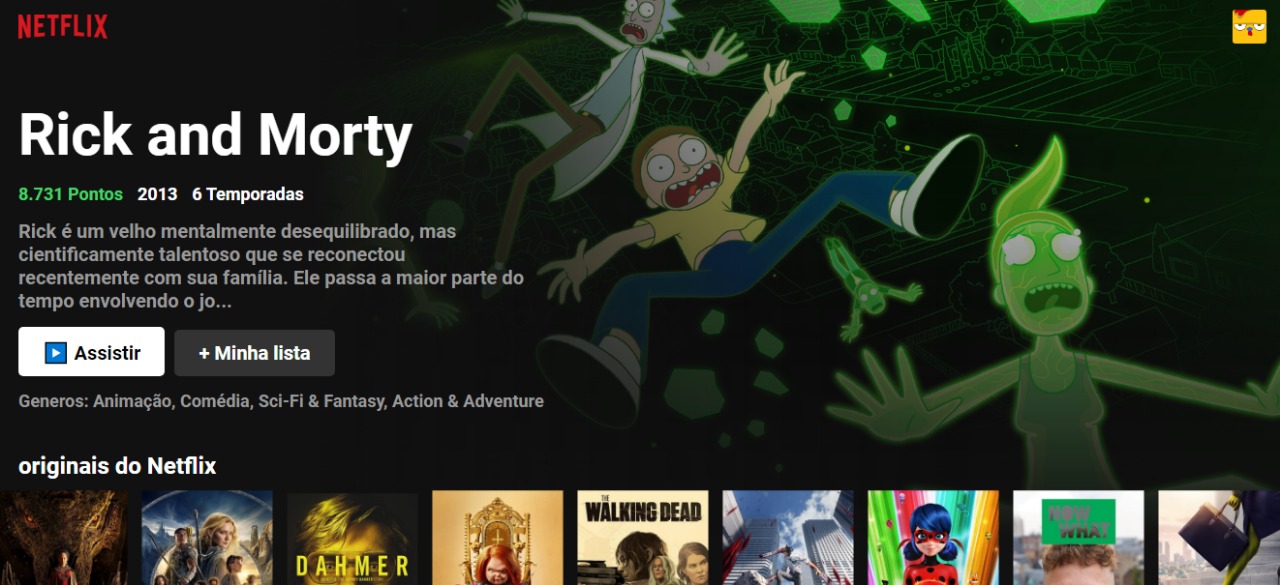 NETFLIX
Rick and Morty
8.731 Pontos 2013 6 Temporadas
Rick é um velho mentalmente desequilibrado, mas
cientificamente talentoso que se reconectou
recentemente com sua família. Ele passa a maior parte do
tempo envolvendo o jo...
Assistir + Minha lista
Generos: Animação, Comédia, Sci-Fi & Fantasy, Action & Adventure
originais do Netflix
DAHMER
THE
WALKING DEAD
NOW
WHAT